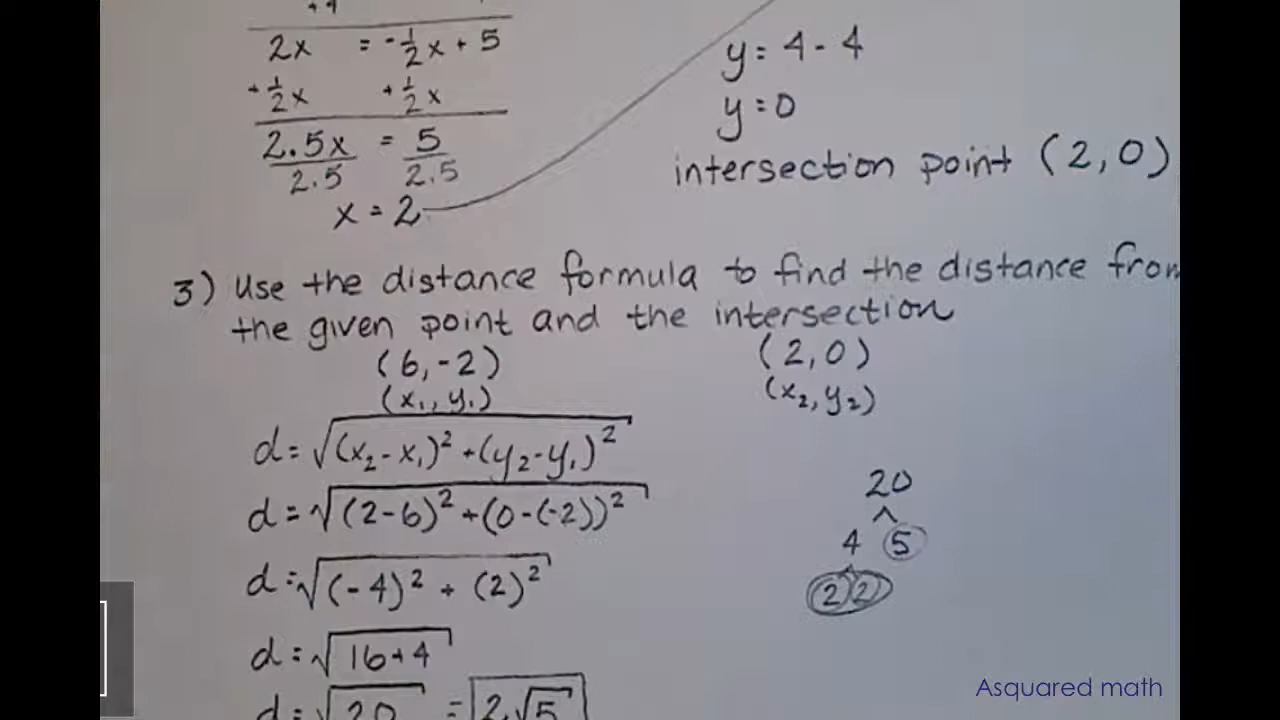 +4
2x = -½x + 5
+½x +½x
2.5x = 5
2.5 2.5
x = 2
y = 4 - 4
y = 0
intersection point (2,0)
3) Use the distance formula to find the distance from
the given point and the intersection
(6,-2) (2,0)
(x₁, y₁) (x₂, y₂)
d = √(x₂ - x₁)² + (y₂ - y₁)²
d = √(2-6)² + (0-(-2))²
d = √(-4)² + (2)²
d = √16+4
d = √20 = 2√5
20
4 5
2 2
Asquared math